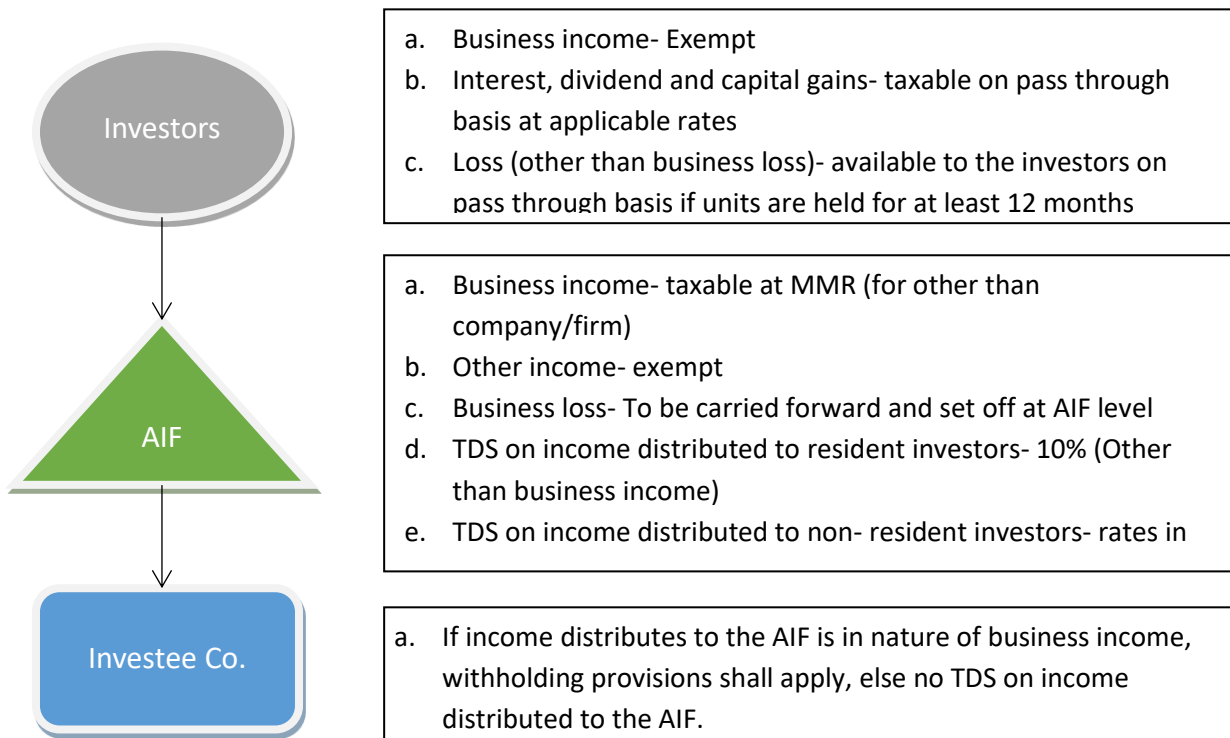 Investors
a. Business income- Exempt
b. Interest, dividend and capital gains- taxable on pass through
basis at applicable rates
c. Loss (other than business loss)- available to the investors on
pass through basis if units are held for at least 12 months
AIF
a. Business income- taxable at MMR (for other than
company/firm)
b. Other income- exempt
c. Business loss- To be carried forward and set off at AIF level
d. TDS on income distributed to resident investors- 10% (Other
than business income)
e. TDS on income distributed to non- resident investors- rates in
Investee Co.
a. If income distributes to the AIF is in nature of business income,
withholding provisions shall apply, else no TDS on income
distributed to the AIF.